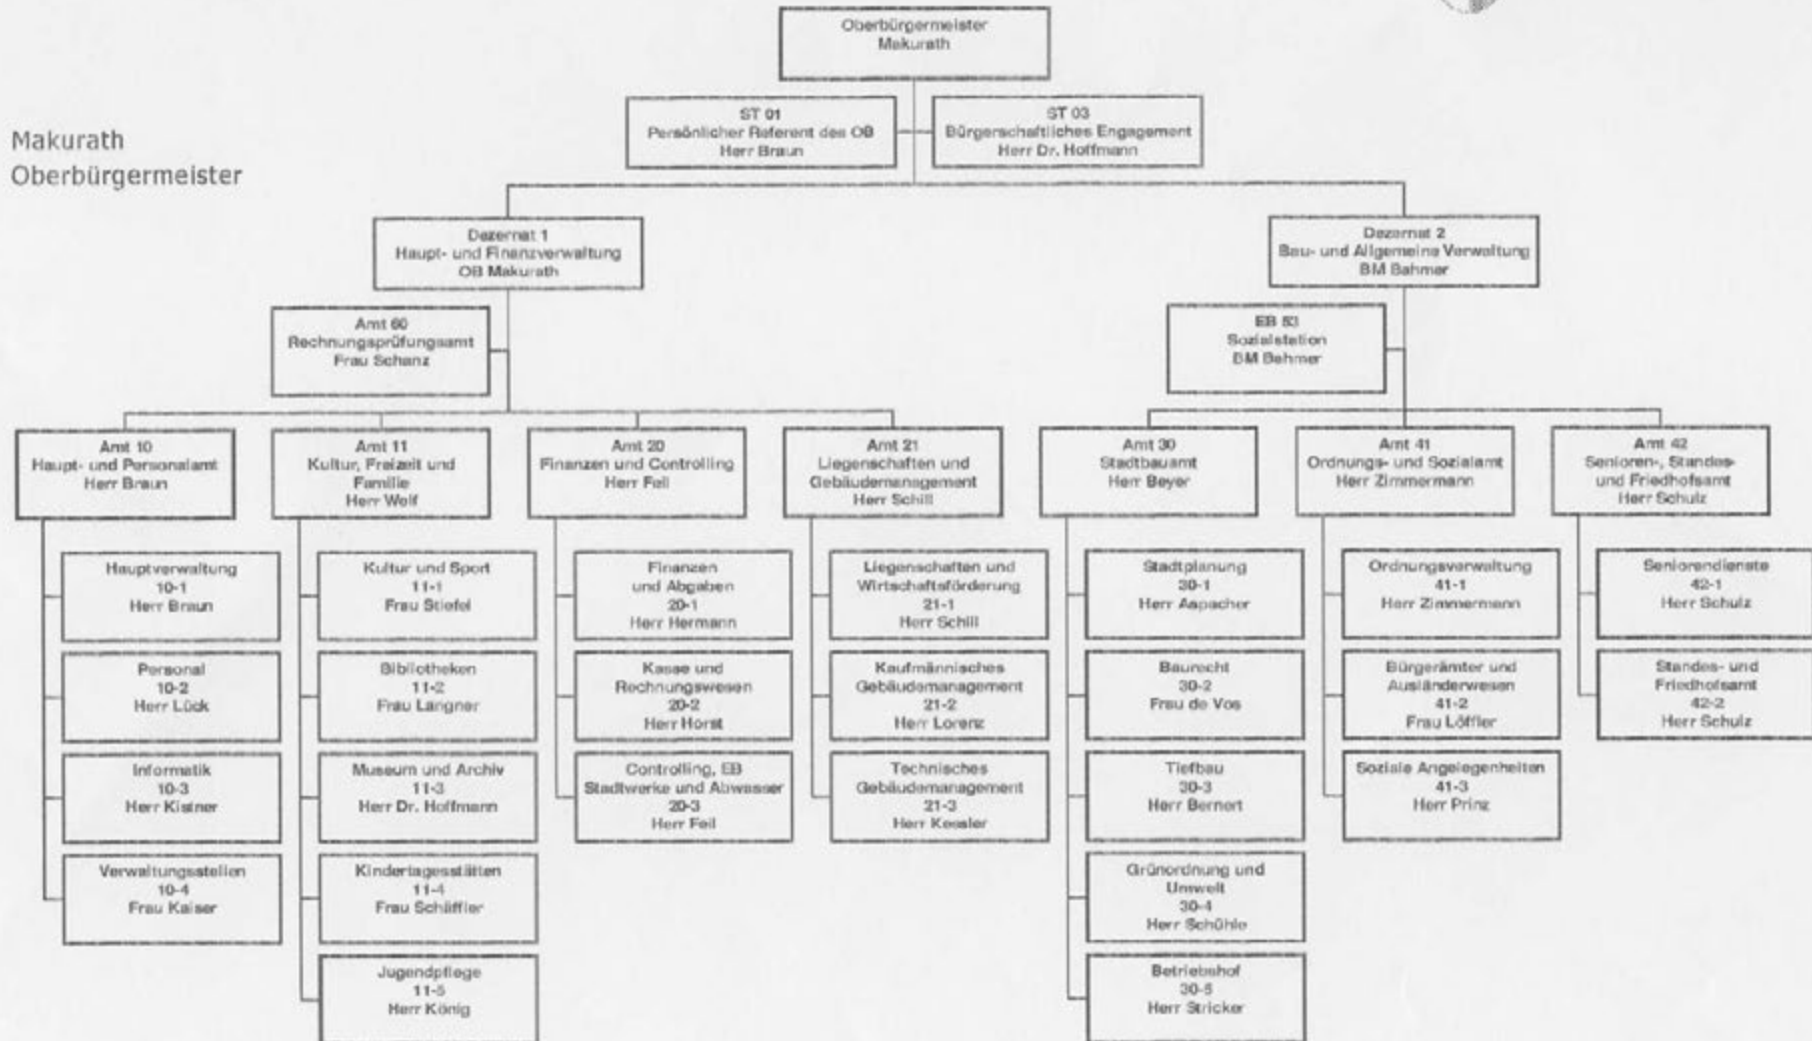 Oberbürgermeister
Makurath
ST 01
Persönlicher Referent des OB
Herr Braun
ST 03
Bürgerschaftliches Engagement
Herr Dr. Hoffmann
Makurath
Oberbürgermeister
Dezernat 1
Haupt- und Finanzverwaltung
OB Makurath
Dezernat 2
Bau- und Allgemeine Verwaltung
BM Bahmer
Amt 60
Rechnungsprüfungsamt
Frau Schanz
EB 53
Sozialstation
BM Bahmer
Amt 10
Haupt- und Personalamt
Herr Braun
Amt 11
Kultur, Freizeit und
Familie
Herr Wolf
Amt 20
Finanzen und Controlling
Herr Feil
Amt 21
Liegenschaften und
Gebäudemanagement
Herr Schill
Amt 30
Stadtbauamt
Herr Beyer
Amt 41
Ordnungs- und Sozialamt
Herr Zimmermann
Amt 42
Senioren-, Standes-
und Friedhofsamt
Herr Schulz
Hauptverwaltung
10-1
Herr Braun
Personal
10-2
Herr Lück
Informatik
10-3
Herr Kistner
Verwaltungsstellen
10-4
Frau Kaiser
Kultur und Sport
11-1
Frau Stiefel
Bibliotheken
11-2
Frau Langner
Museum und Archiv
11-3
Herr Dr. Hoffmann
Kindertagesstätten
11-4
Frau Schäffler
Jugendpflege
11-5
Herr König
Finanzen
und Abgaben
20-1
Herr Hermann
Kasse und
Rechnungswesen
20-2
Herr Horst
Controlling, EB
Stadtwerke und Abwasser
20-3
Herr Feil
Liegenschaften und
Wirtschaftsförderung
21-1
Herr Schill
Kaufmännisches
Gebäudemanagement
21-2
Herr Lorenz
Technisches
Gebäudemanagement
21-3
Herr Kessler
Stadtplanung
30-1
Herr Aspacher
Baurecht
30-2
Frau de Vos
Tiefbau
30-3
Herr Bernert
Grünordnung und
Umwelt
30-4
Herr Schühle
Betriebshof
30-5
Herr Stricker
Ordnungsverwaltung
41-1
Herr Zimmermann
Bürgerämter und
Ausländerwesen
41-2
Frau Löffler
Soziale Angelegenheiten
41-3
Herr Prinz
Seniorendienste
42-1
Herr Schulz
Standes- und
Friedhofsamt
42-2
Herr Schulz